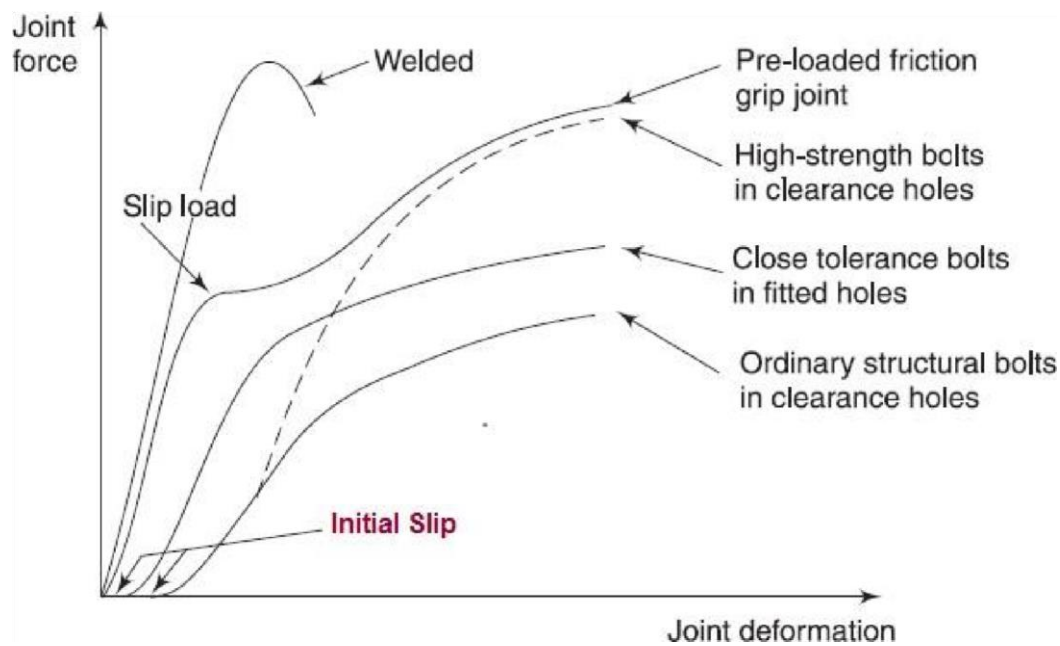 Joint
force
Welded
Pre-loaded friction
grip joint
High-strength bolts
in clearance holes
Slip load
Close tolerance bolts
in fitted holes
Ordinary structural bolts
in clearance holes
Initial Slip
Joint deformation